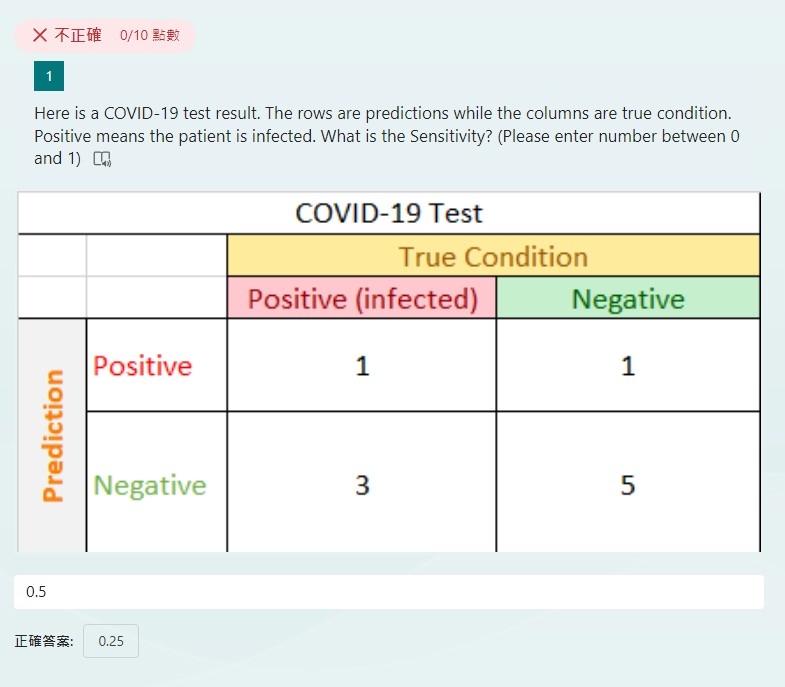 不正確 0/10 點數
1
Here is a COVID-19 test result. The rows are predictions while the columns are true condition.
Positive means the patient is infected. What is the Sensitivity? (Please enter number between 0
and 1)
COVID-19 Test
True Condition
Positive (infected) Negative
Prediction
Positive 1 1
Negative 3 5
0.5
正確答案: 0.25